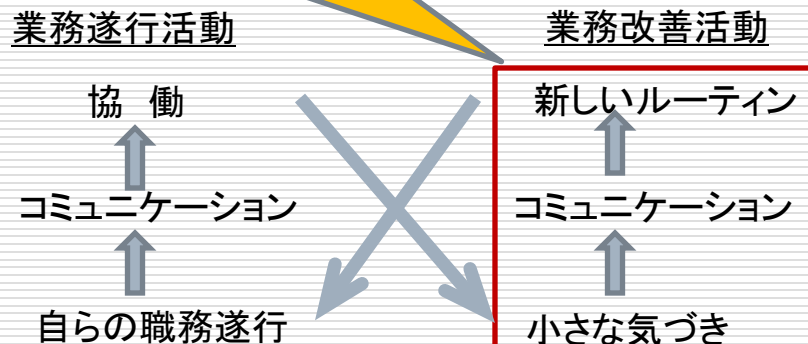 業務遂行活動
協 働
コミュニケーション
自らの職務遂行
業務改善活動
新しいルーティン
コミュニケーション
小さな気づき